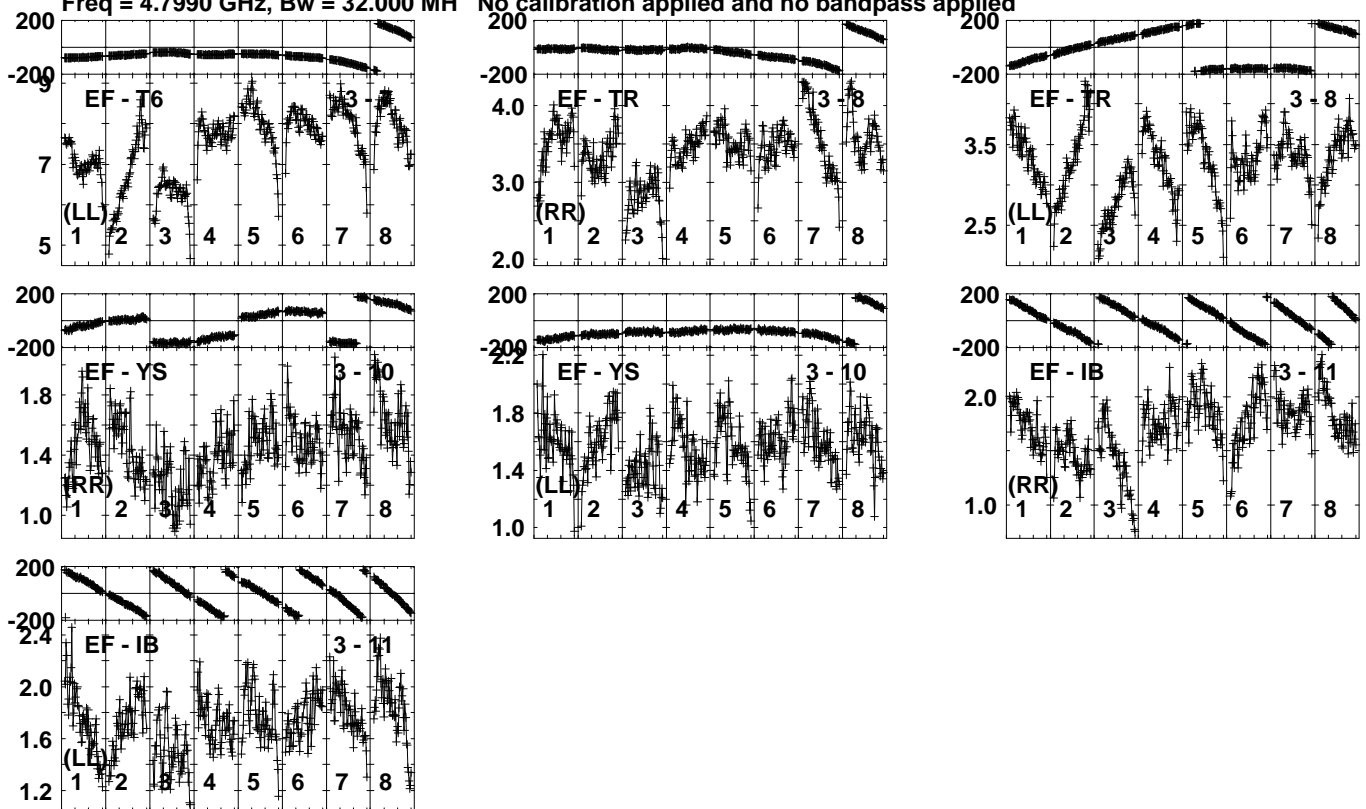 Freq = 4.7990 GHz, Bw = 32.000 MH No calibration applied and no bandpass applied
200
-200
9
7
5
EF - T6
(LL)
1 2 3 4 5 6 7 8
200
-200
4.0
3.0
2.0
EF - TR 3 - 8
(RR)
1 2 3 4 5 6 7 8
200
-200
3.5
2.5
EF - TR 3 - 8
(LL)
1 2 3 4 5 6 7 8
200
-200
1.8
1.4
1.0
EF - YS 3 - 10
(RR)
1 2 3 4 5 6 7 8
200
-200
2.2
1.8
1.4
1.0
EF - YS 3 - 10
(LL)
1 2 3 4 5 6 7 8
200
-200
2.0
1.0
EF - IB 3 - 11
(RR)
1 2 3 4 5 6 7 8
200
-200
2.4
2.0
1.6
1.2
EF - IB 3 - 11
(LL)
1 2 3 4 5 6 7 8